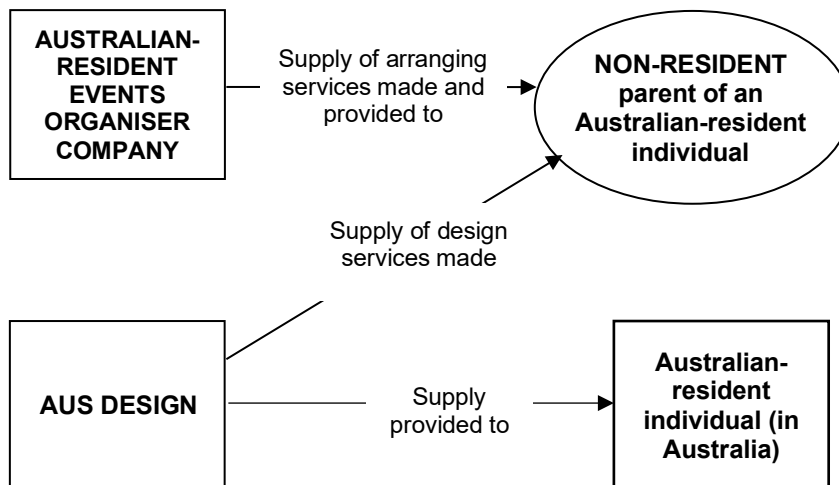 AUSTRALIAN-
RESIDENT
EVENTS
ORGANISER
COMPANY
Supply of arranging
services made and
provided to
NON-RESIDENT
parent of an
Australian-resident
individual
Supply of design
services made
AUS DESIGN
Supply
provided to
Australian-
resident
individual (in
Australia)